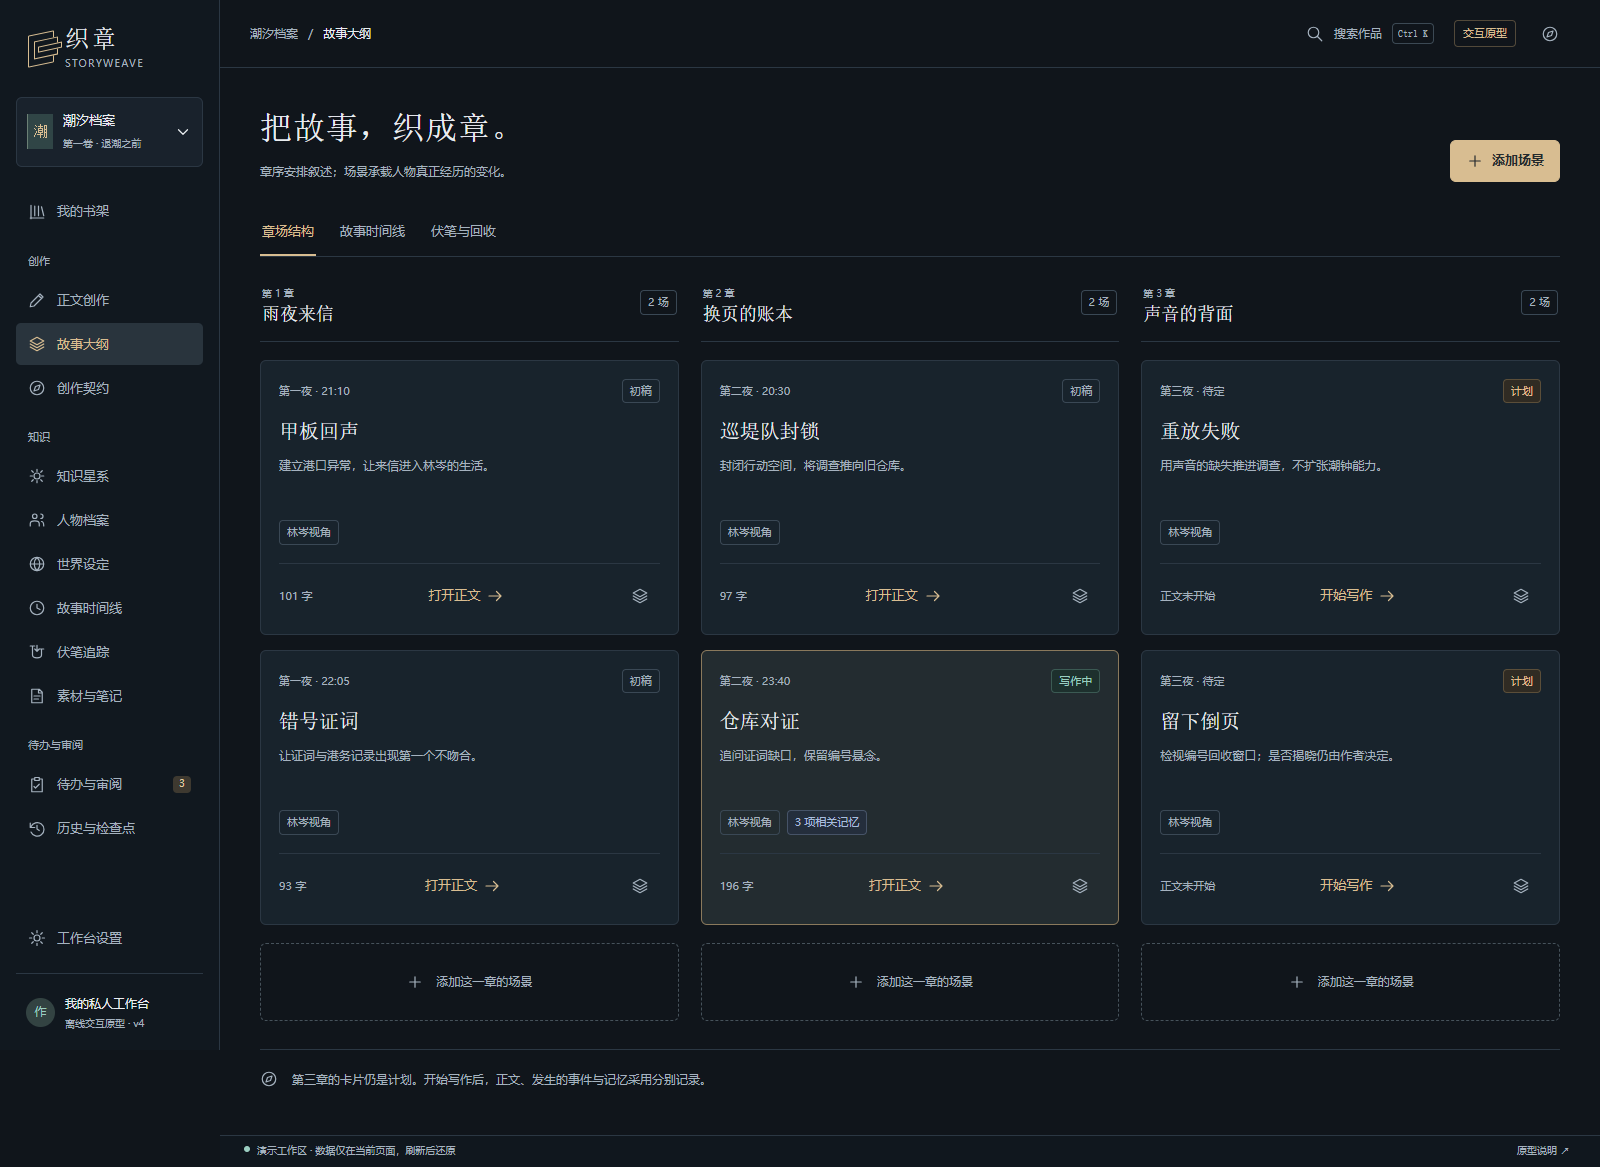 织章
STORYWEAVE
潮
潮汐档案
第一卷 · 退潮之前
我的书架
创作
正文创作
故事大纲
创作契约
知识
知识星系
人物档案
世界设定
故事时间线
伏笔追踪
素材与笔记
待办与审阅
待办与审阅 3
历史与检查点
工作台设置
作
我的私人工作台
离线交互原型 · v4
潮汐档案 / 故事大纲
搜索作品 Ctrl K 交互原型
把故事，织成章。
章序安排叙述；场景承载人物真正经历的变化。
添加场景
章场结构 故事时间线 伏笔与回收
第 1 章
雨夜来信
2 场
第一夜 · 21:10 初稿
甲板回声
建立港口异常，让来信进入林岑的生活。
林岑视角
101 字 打开正文
第一夜 · 22:05 初稿
错号证词
让证词与港务记录出现第一个不吻合。
林岑视角
93 字 打开正文
添加这一章的场景
第 2 章
换页的账本
2 场
第二夜 · 20:30 初稿
巡堤队封锁
封闭行动空间，将调查推向旧仓库。
林岑视角
97 字 打开正文
第二夜 · 23:40 写作中
仓库对证
追问证词缺口，保留编号悬念。
林岑视角 3 项相关记忆
196 字 打开正文
添加这一章的场景
第 3 章
声音的背面
2 场
第三夜 · 待定 计划
重放失败
用声音的缺失推进调查，不扩张潮钟能力。
林岑视角
正文未开始 开始写作
第三夜 · 待定 计划
留下倒页
检视编号回收窗口；是否揭晓仍由作者决定。
林岑视角
正文未开始 开始写作
添加这一章的场景
第三章的卡片仍是计划。开始写作后，正文、发生的事件与记忆采用分别记录。
演示工作区 · 数据仅在当前页面，刷新后还原
原型说明 ↗